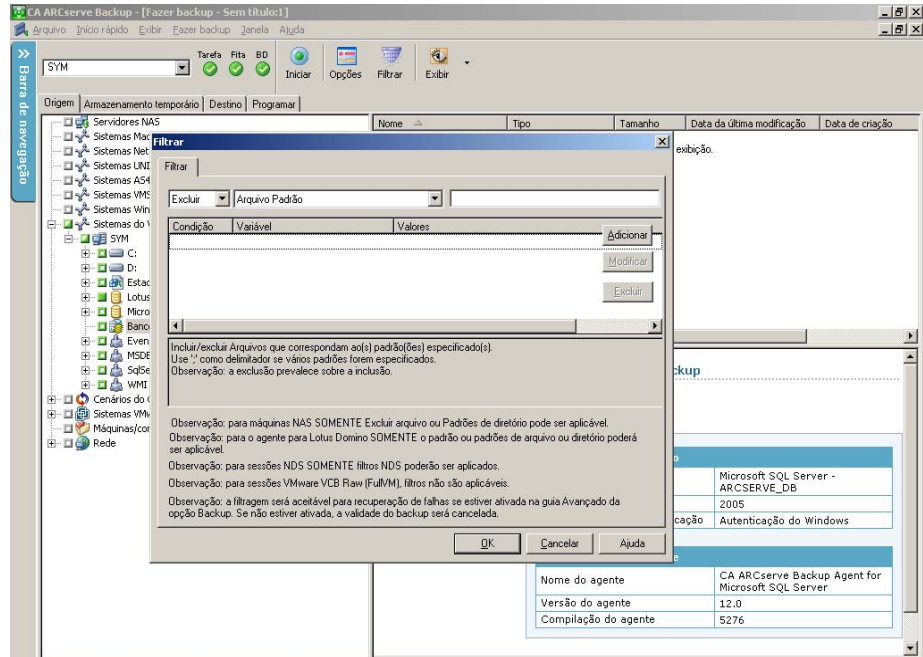 CA ARCserve Backup - [Fazer backup - Sem título:1]
Arquivo Início rápido Exibir Fazer backup Janela Ajuda
Barra de navegação
SYM
Tarefa Fita BD
Iniciar Opções Filtrar Exibir
Origem Armazenamento temporário Destino Programar
Servidores NAS
Sistemas Mac
Sistemas Net
Sistemas UNI
Sistemas AS4
Sistemas VMS
Sistemas Win
Sistemas do
SYM
C:
D:
Estac
Lotus
Micro
Banco
Even
MSDE
SqlSe
WMI
Cenários do
Sistemas VMw
Máquinas/cor
Rede
Nome Tipo Tamanho Data da última modificação Data de criação
exibição.
Filtrar
Filtrar
Excluir Arquivo Padrão
Condição Variável Valores
Adicionar
Modificar
Excluir
Incluir/excluir Arquivos que correspondam ao(s) padrão(ões) especificado(s).
Use ';' como delimitador se vários padrões forem especificados.
Observação: a exclusão prevalece sobre a inclusão.
Observação: para máquinas NAS SOMENTE Excluir arquivo ou Padrões de diretório pode ser aplicável.
Observação: para o agente para Lotus Domino SOMENTE o padrão ou padrões de arquivo ou diretório poderá
ser aplicável.
Observação: para sessões NDS SOMENTE filtros NDS poderão ser aplicados.
Observação: para sessões VMware VCB Raw (FullVM), filtros não são aplicáveis.
Observação: a filtragem será aceitável para recuperação de falhas se estiver ativada na guia Avançado da
opção Backup. Se não estiver ativada, a validade do backup será cancelada.
OK Cancelar Ajuda
ckup
o
Microsoft SQL Server -
ARCSERVE_DB
2005
cação Autenticação do Windows
e
Nome do agente CA ARCserve Backup Agent for
Microsoft SQL Server
Versão do agente 12.0
Compilação do agente 5276